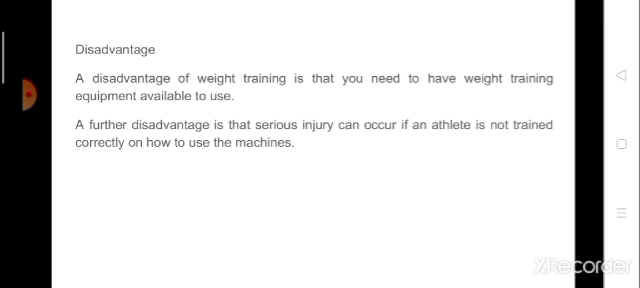 Disadvantage
A disadvantage of weight training is that you need to have weight training
equipment available to use.
A further disadvantage is that serious injury can occur if an athlete is not trained
correctly on how to use the machines.
XRecorder